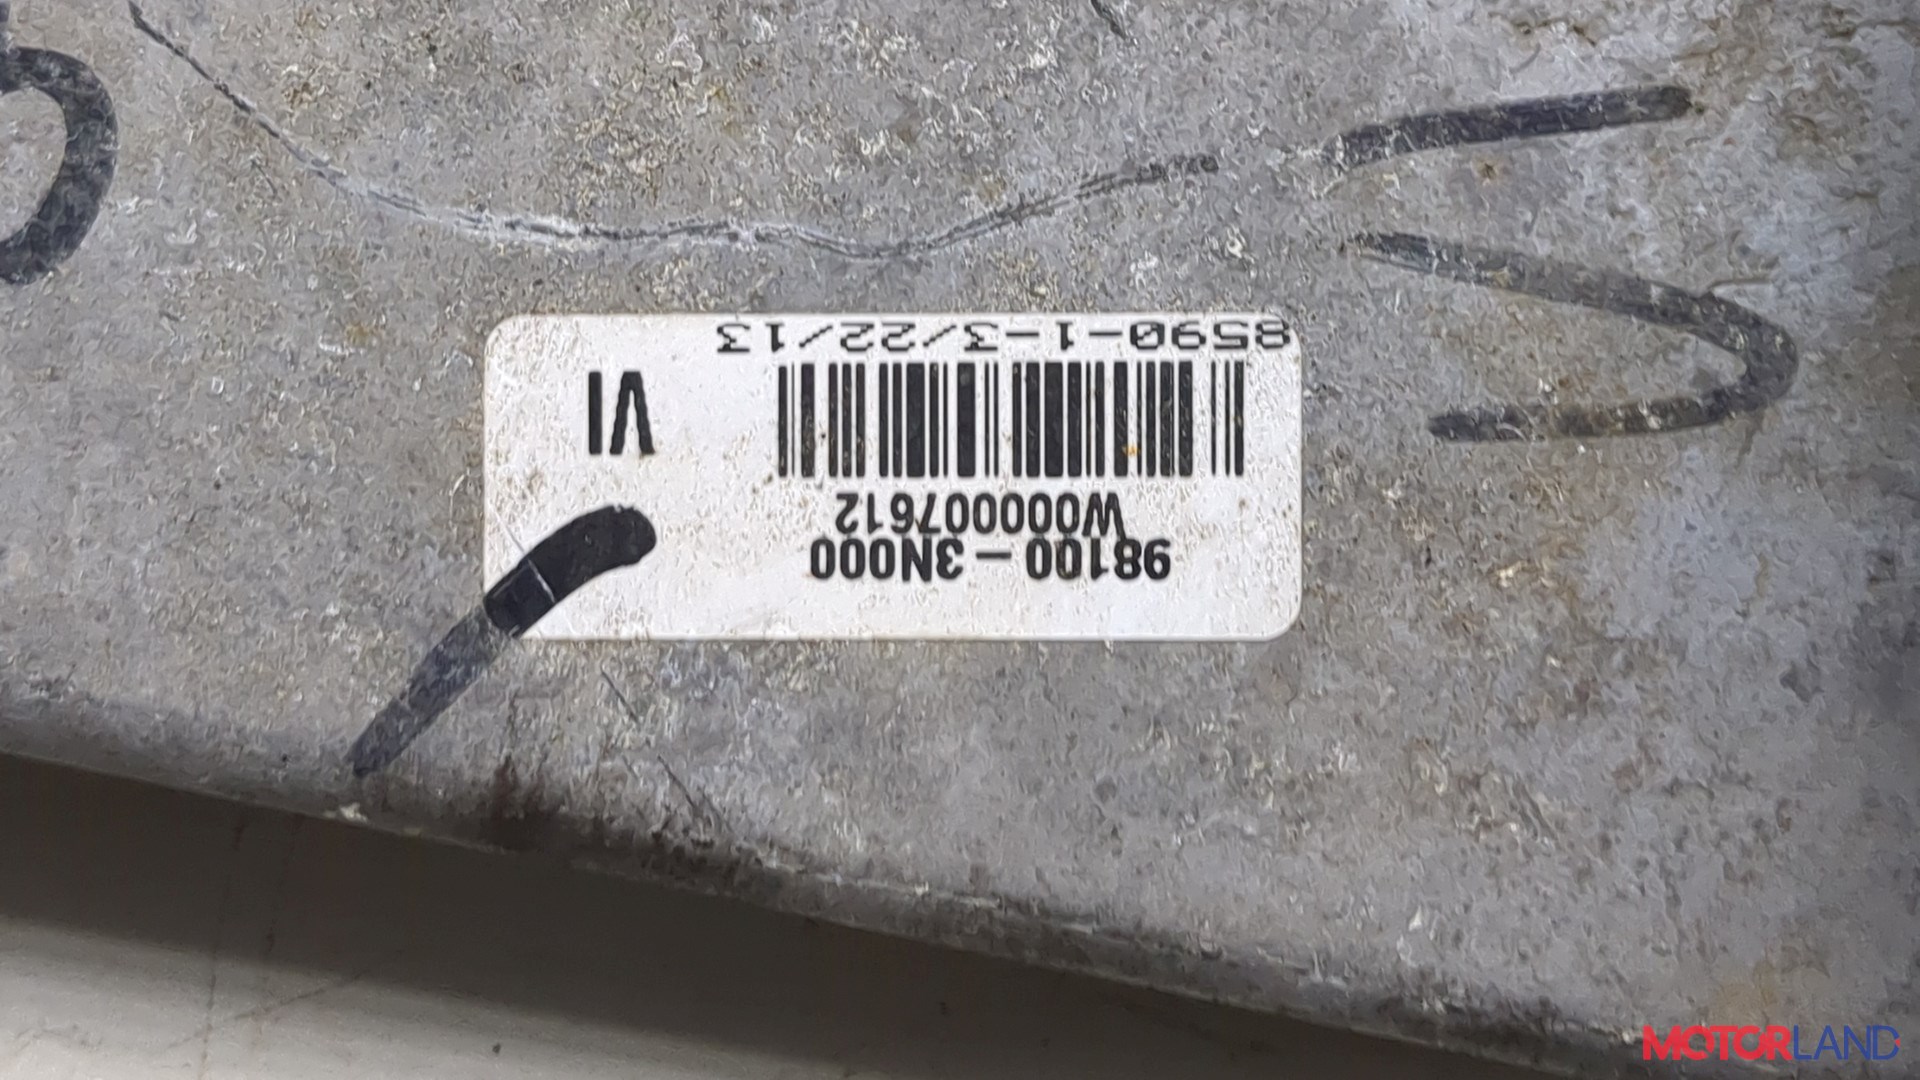 98100-3N000
W000007612
VI
8590-1-3/22/13
MOTORLAND